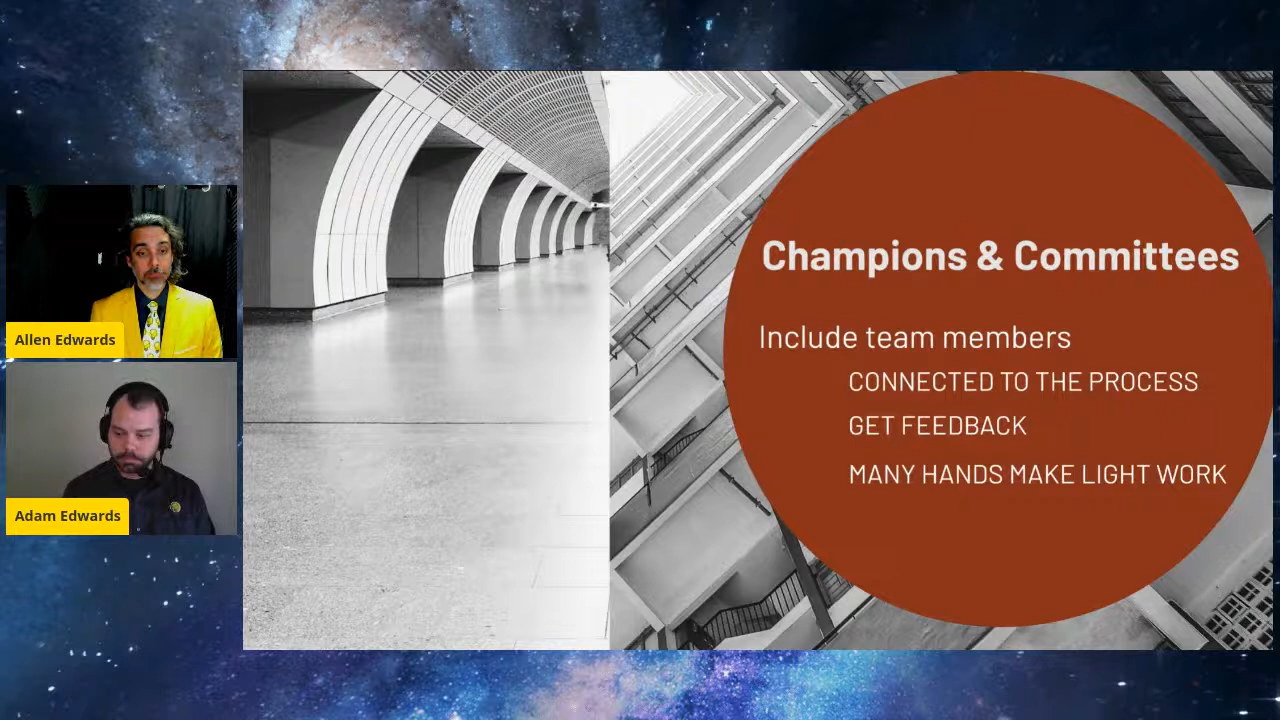 Allen Edwards
Adam Edwards
Champions & Committees
Include team members
CONNECTED TO THE PROCESS
GET FEEDBACK
MANY HANDS MAKE LIGHT WORK